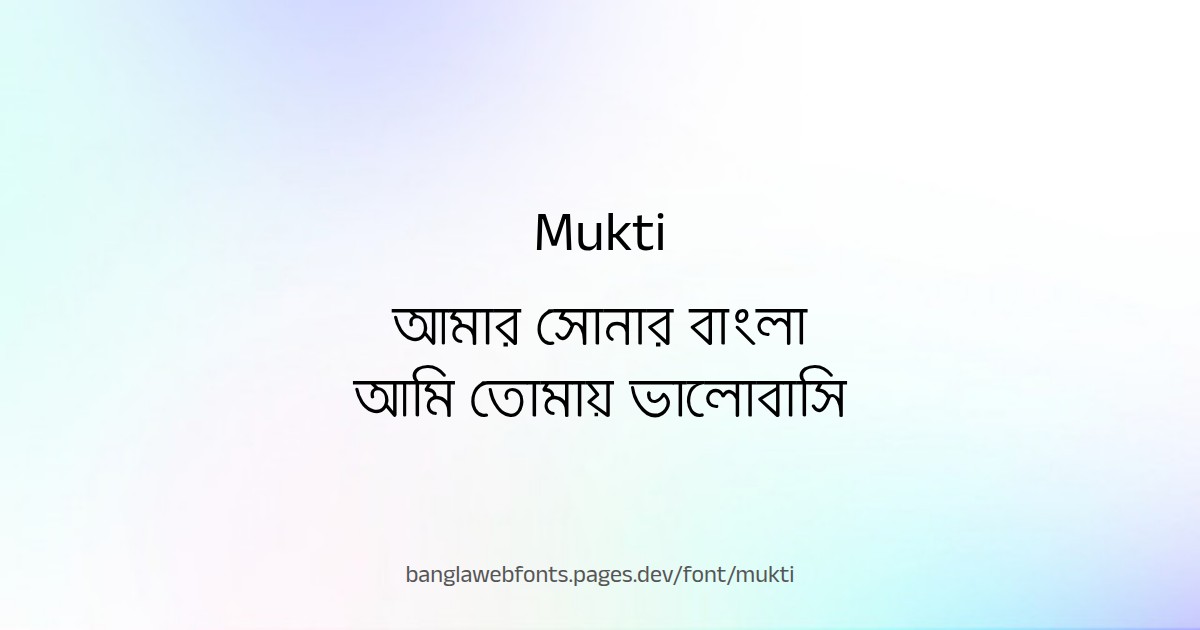 Mukti
আমার সোনার বাংলা
আমি তোমায় ভালোবাসি
banglawebfonts.pages.dev/font/mukti